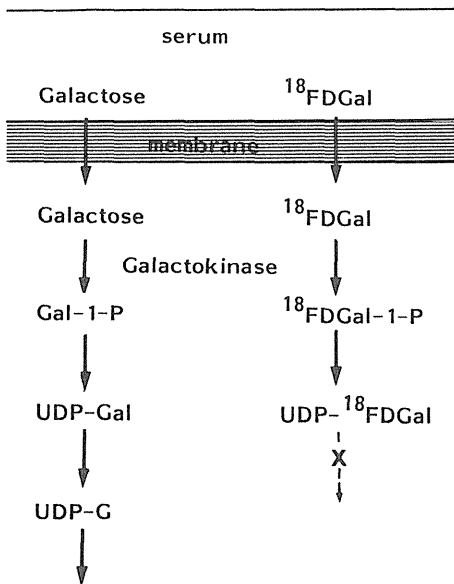 serum
Galactose ¹⁸FDGal
membrane
Galactose ¹⁸FDGal
Galactokinase
Gal-1-P ¹⁸FDGal-1-P
UDP-Gal UDP-¹⁸FDGal
X
UDP-G